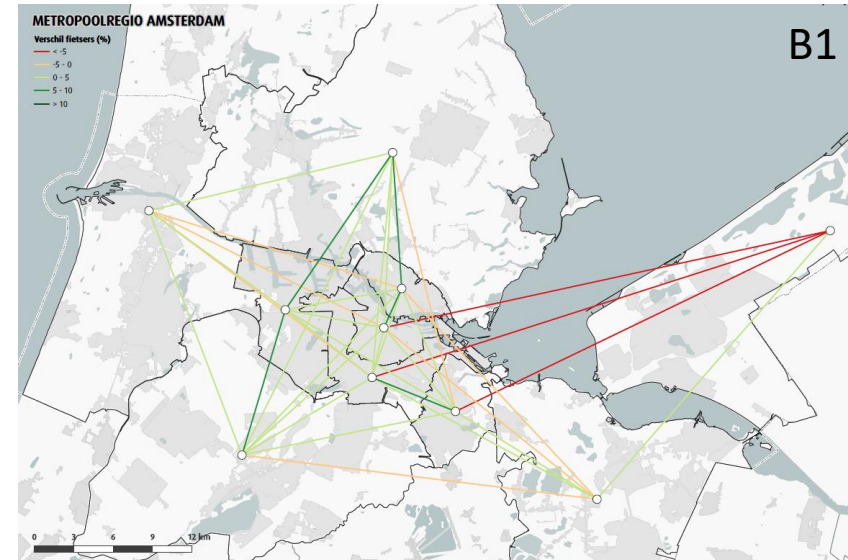 METROPOOLREGIO AMSTERDAM
B1
Verschil fietsers (%)
< -5
-5 - 0
0 - 5
5 - 10
> 10
0 3 6 9 12 km